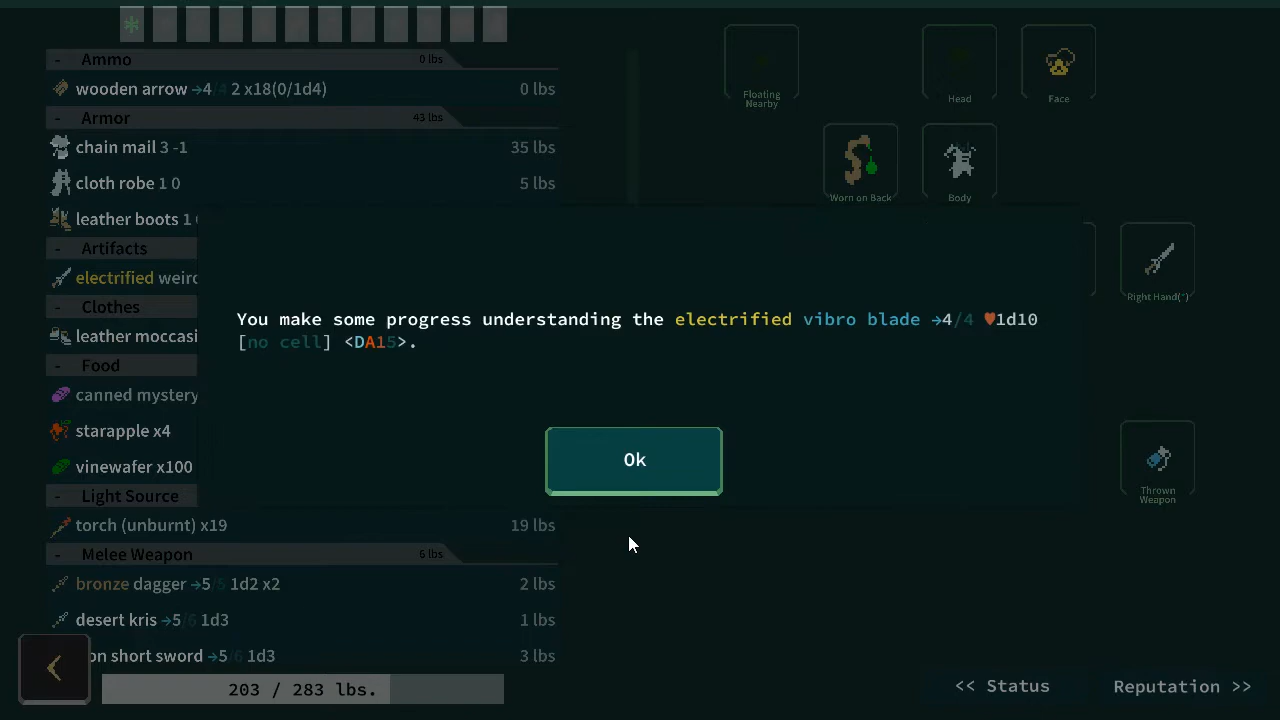 - Ammo 0 lbs
wooden arrow →4/4 2 x18(0/1d4) 0 lbs
- Armor 43 lbs
chain mail 3 -1 35 lbs
cloth robe 1 0 5 lbs
leather boots 1
- Artifacts
electrified
- Clothes
leather
- Food
canned mystery
starapple x4
vinewafer x100
- Light Source
torch (unburnt) x19 19 lbs
- Melee Weapon 6 lbs
bronze dagger →5/5 1d2 x2 2 lbs
desert kris →5/6 1d3 1 lbs
short sword →5/6 1d3 3 lbs
203 / 283 lbs.
Floating
Nearby
Head
Face
Worn on Back
Body
Right Hand(*)
Thrown
Weapon
You make some progress understanding the electrified vibro blade →4/4 ♥1d10
[no cell] <DA15>.
Ok
<< Status
Reputation >>